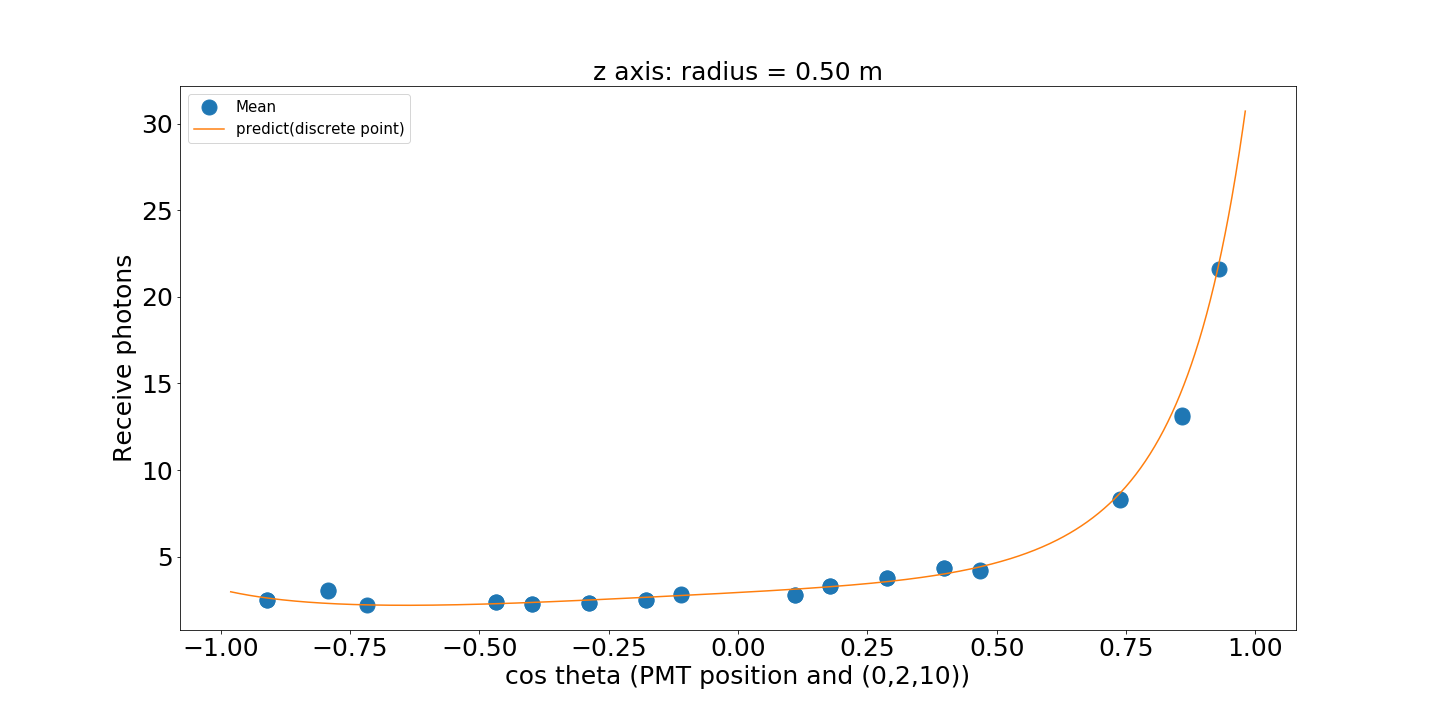 z axis: radius = 0.50 m
Mean
predict(discrete point)
30
25
20
15
10
5
Receive photons
−1.00 −0.75 −0.50 −0.25 0.00 0.25 0.50 0.75 1.00
cos theta (PMT position and (0,2,10))